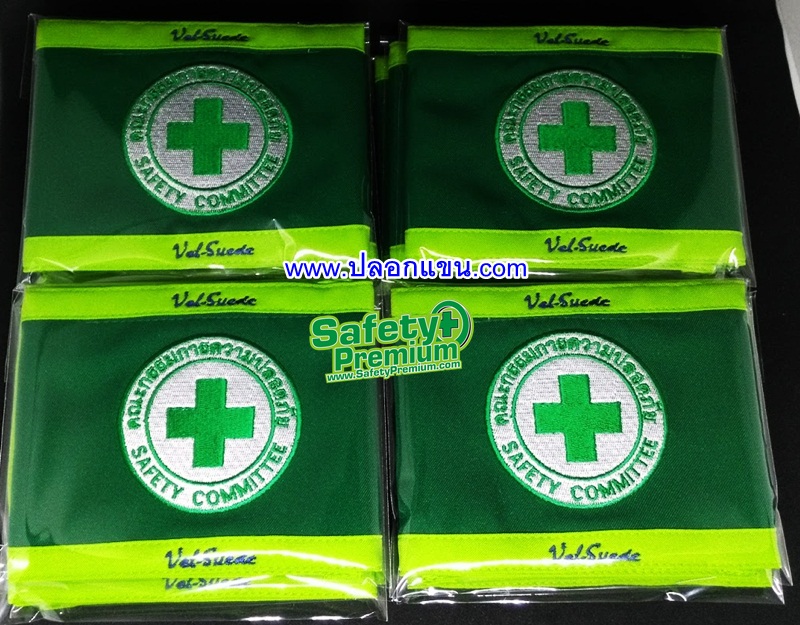 Vel-Suede
Vel-Suede
คณะกรรมการความปลอดภัย
SAFETY COMMITTEE
คณะกรรมการความปลอดภัย
SAFETY COMMITTEE
Vel-Suede
Vel-Suede
www.ปลอกแขน.com
Vel-Suede
Vel-Suede
Safety+
Premium
www.SafetyPremium.com
คณะกรรมการความปลอดภัย
SAFETY COMMITTEE
คณะกรรมการความปลอดภัย
SAFETY COMMITTEE
Vel-Suede
Vel-Suede
Vel-Suede